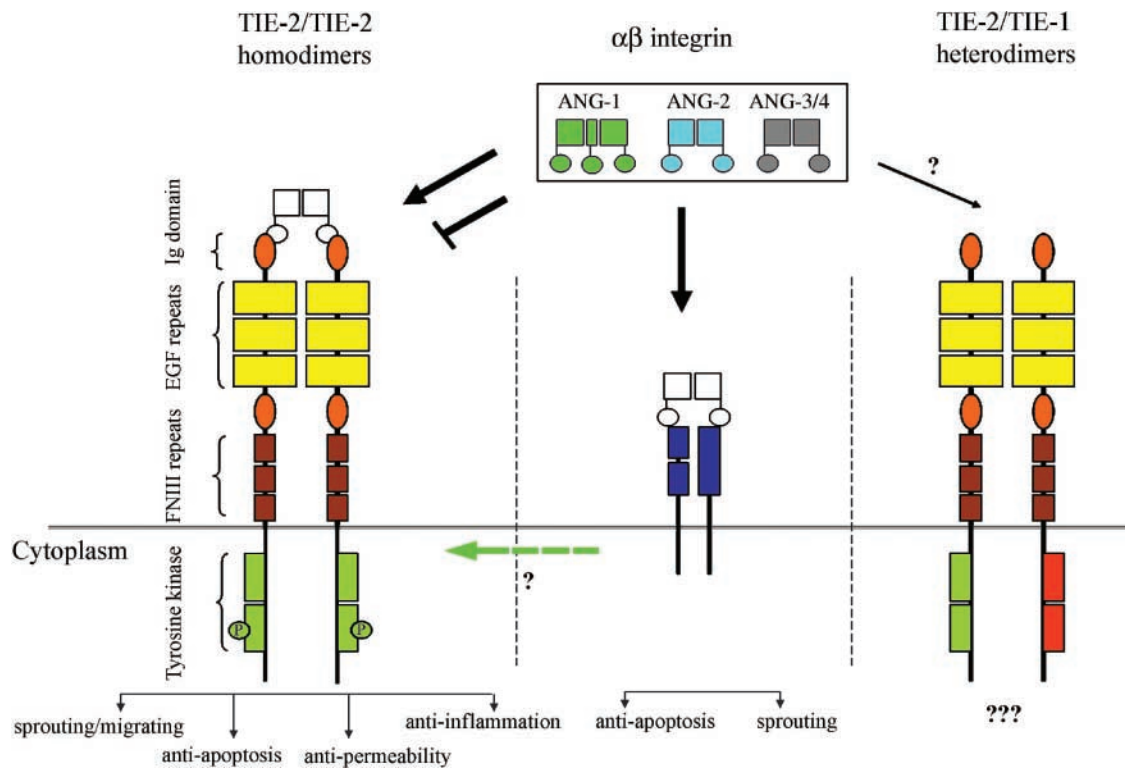 TIE-2/TIE-2
homodimers
αβ integrin
TIE-2/TIE-1
heterodimers
ANG-1
ANG-2
ANG-3/4
?
Ig domain
EGF repeats
FNIII repeats
Cytoplasm
?
Tyrosine kinase
P
P
sprouting/migrating
anti-apoptosis
anti-permeability
anti-inflammation
anti-apoptosis
sprouting
???